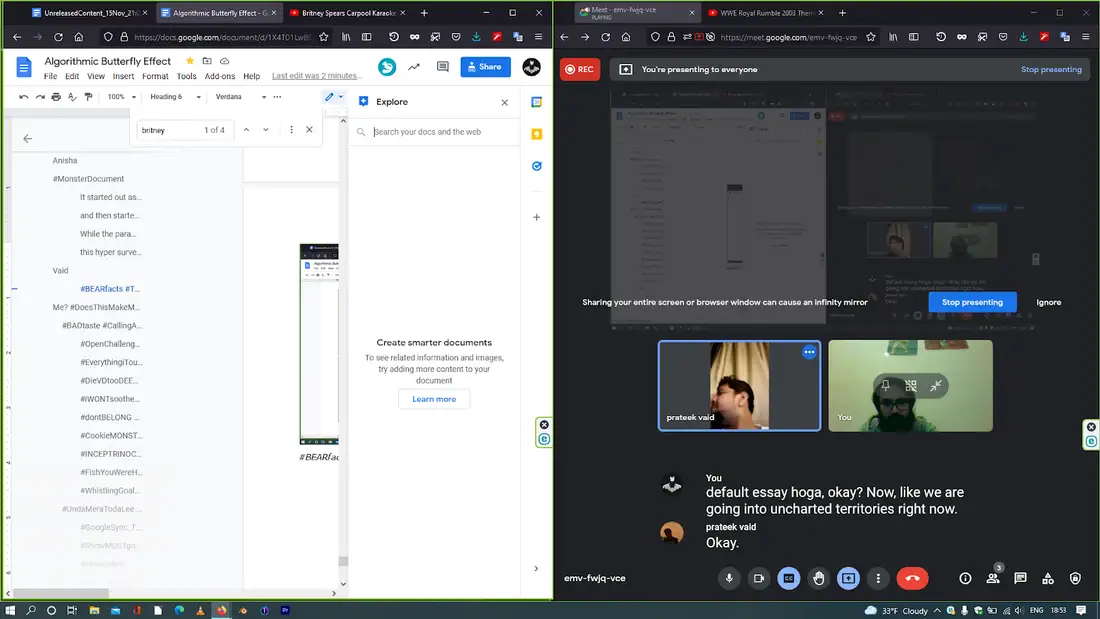 UnreleasedContent_15Nov_21
Algorithmic Butterfly Effect - G
Britney Spears Carpool Karaoke
https://docs.google.com/document/d/1X4T01Lw8
Algorithmic Butterfly Effect
File Edit View Insert Format Tools Add-ons Help Last edit was 2 minutes...
Share
100% Heading 6 Verdana
britney 1 of 4
Explore
Search your docs and the web
Anisha
#MonsterDocument
It started out as...
and then starte...
While the para...
this hyper surve...
Vaid
#BEARfacts #T...
Me? #DoesThisMakeM...
#BADtaste #CallingA...
#OpenChalleng...
#EverythingiTou...
#DieVDtooDEE...
#iWONTsoothe...
#dontBELONG ...
#CookieMONST...
#INCEPTRINOC...
#FishYouWereH...
#WhistlingGoal...
#UndaMeraTodaLee ...
#GoogleSync_T...
#ShowMUSTgo...
#BEARfac
Create smarter documents
To see related information and images,
try adding more content to your
document
Learn more
Meet - emv-fwjq-vce
PLAYING
WWE Royal Rumble 2003 Them
https://meet.google.com/emv-fwjq-vce
REC
You're presenting to everyone
Stop presenting
Sharing your entire screen or browser window can cause an infinity mirror
Stop presenting
Ignore
prateek vaid
You
You
default essay hoga, okay? Now, like we are
going into uncharted territories right now.
prateek vaid
Okay.
emv-fwjq-vce
CC
3
33°F Cloudy
ENG
18:53